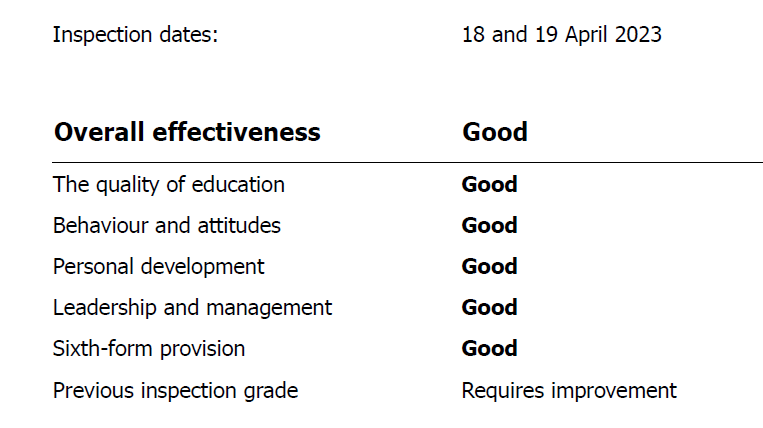 Inspection dates: 18 and 19 April 2023
Overall effectiveness Good
The quality of education Good
Behaviour and attitudes Good
Personal development Good
Leadership and management Good
Sixth-form provision Good
Previous inspection grade Requires improvement